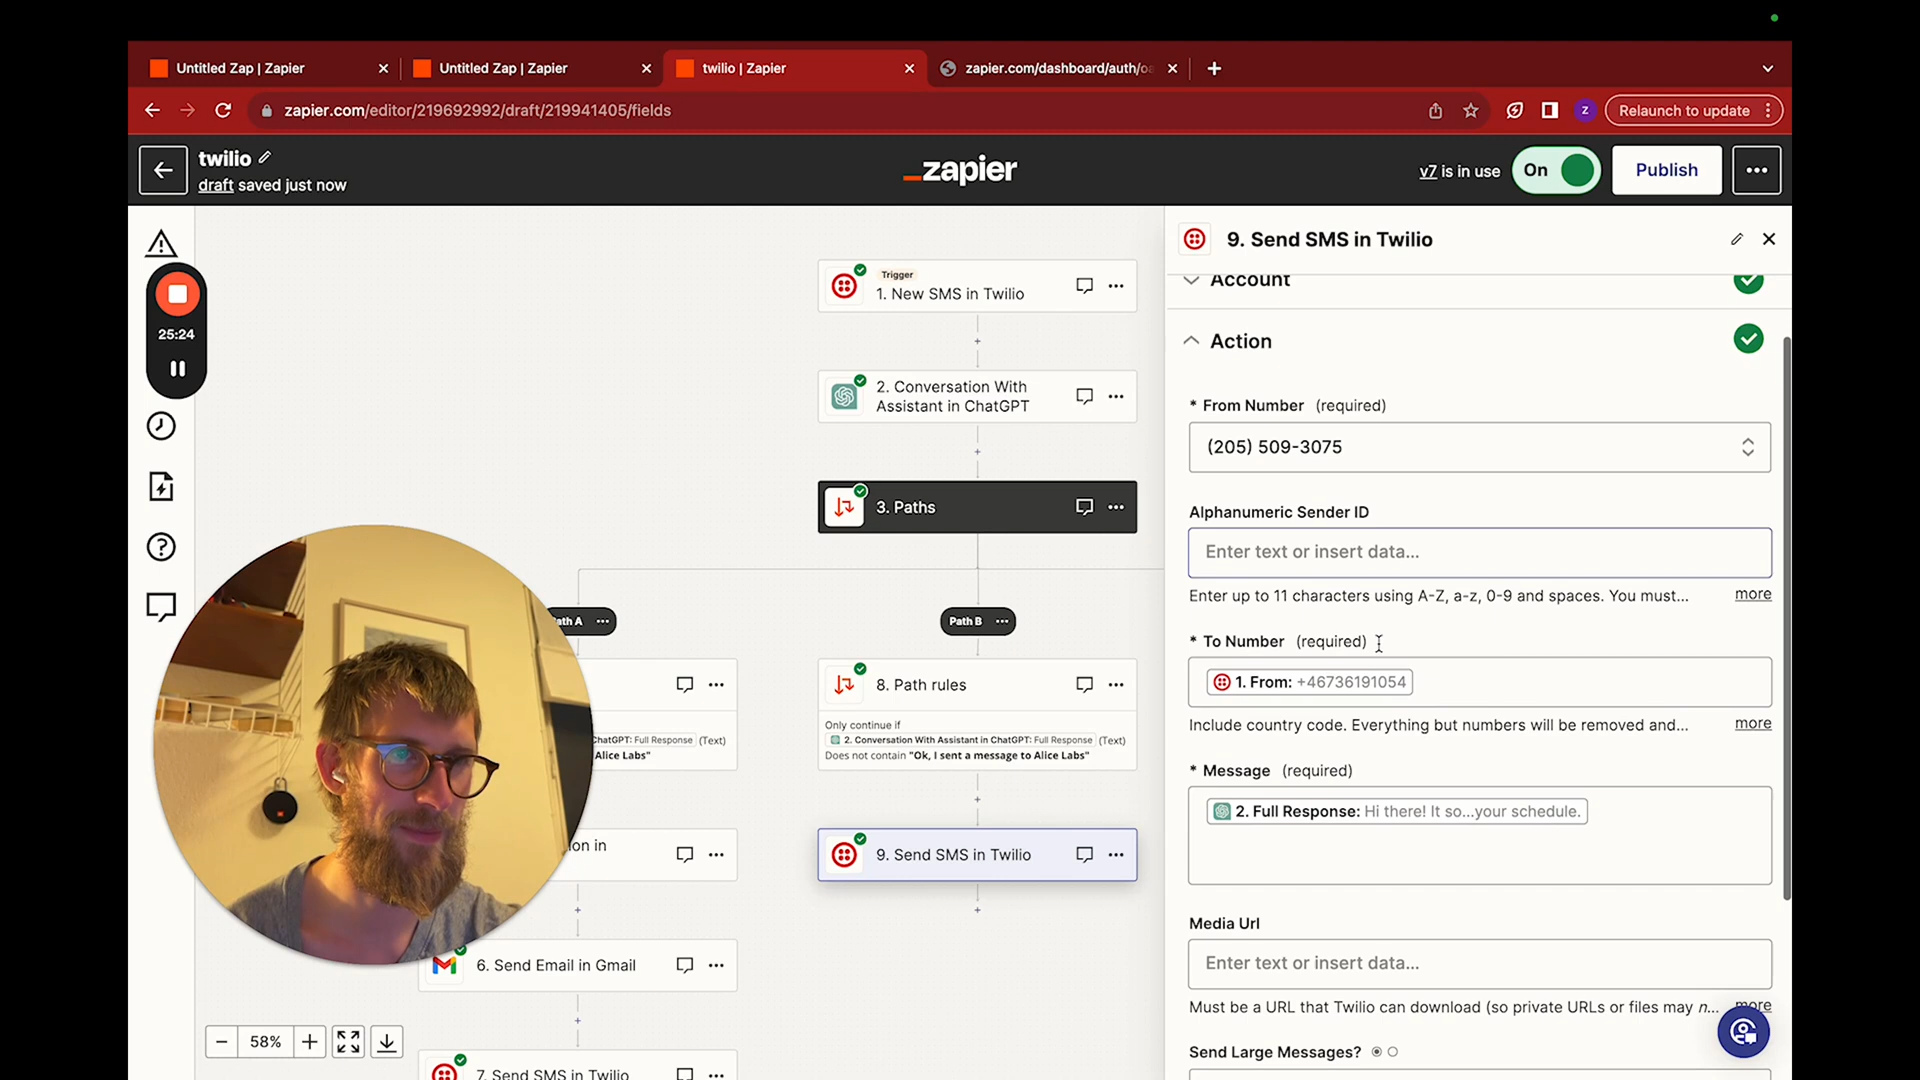 Untitled Zap | Zapier
Untitled Zap | Zapier
twilio | Zapier
zapier.com/dashboard/auth/oa
zapier.com/editor/219692992/draft/219941405/fields
z
Relaunch to update
twilio
draft saved just now
_zapier
v7 is in use
On
Publish
25:24
Trigger
1. New SMS in Twilio
2. Conversation With
Assistant in ChatGPT
3. Paths
ath A
Path B
8. Path rules
ChatGPT: Full Response (Text)
Alice Labs"
Only continue if
2. Conversation With Assistant in ChatGPT: Full Response (Text)
Does not contain "Ok, I sent a message to Alice Labs"
ion in
9. Send SMS in Twilio
6. Send Email in Gmail
7. Send SMS in Twilio
58%
9. Send SMS in Twilio
Account
Action
* From Number (required)
(205) 509-3075
Alphanumeric Sender ID
Enter text or insert data...
Enter up to 11 characters using A-Z, a-z, 0-9 and spaces. You must... more
* To Number (required)
1. From: +46736191054
Include country code. Everything but numbers will be removed and... more
* Message (required)
2. Full Response: Hi there! It so...your schedule.
Media Url
Enter text or insert data...
Must be a URL that Twilio can download (so private URLs or files may n... more
Send Large Messages?